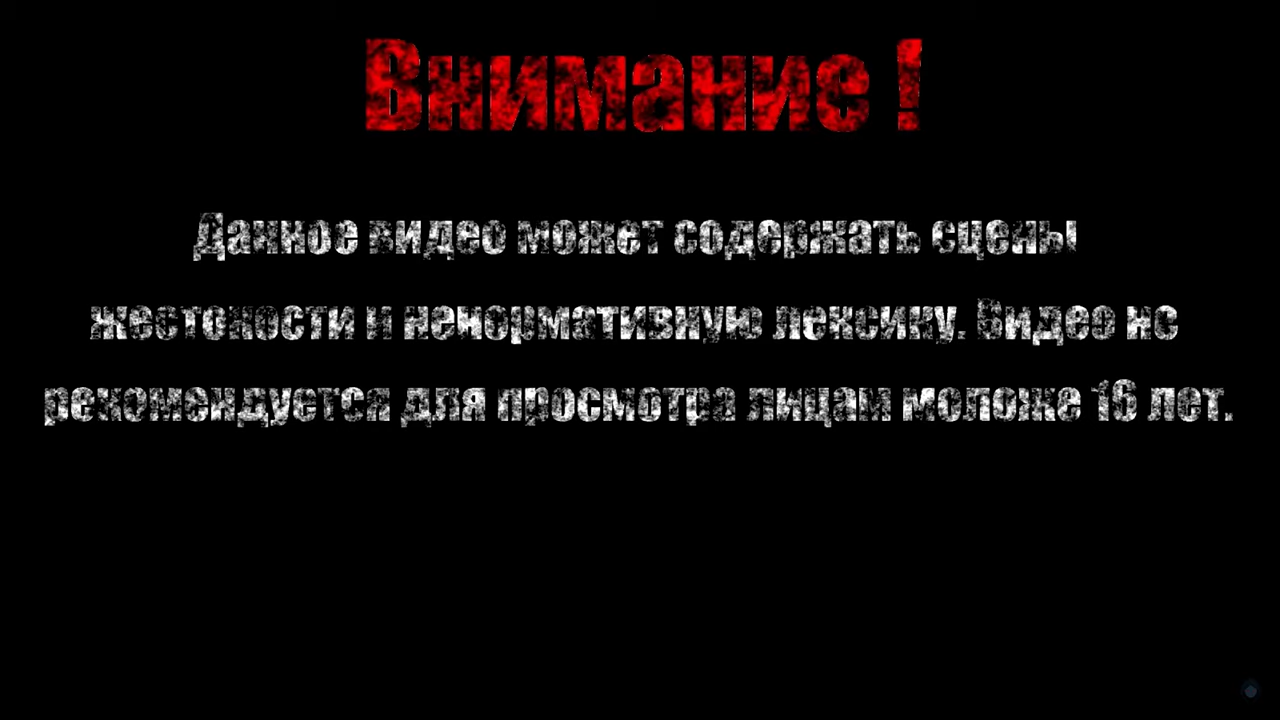 Внимание !
Данное видео может содержать сцены
жестокости и ненормативную лексику. Видео не
рекомендуется для просмотра лицам моложе 16 лет.